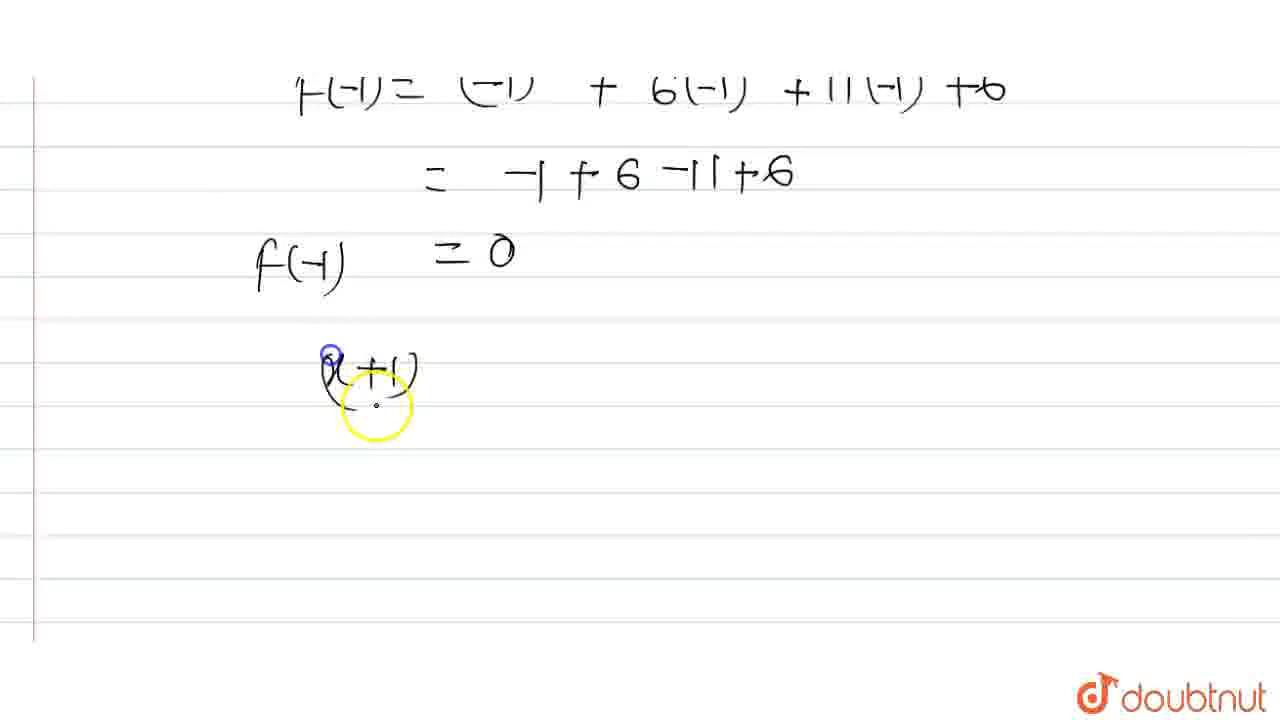 f(-1) = (-1) + 6(-1) + 11(-1) + 6
= -1 + 6 -11 + 6
f(-1) = 0
(x+1)
doubtnut